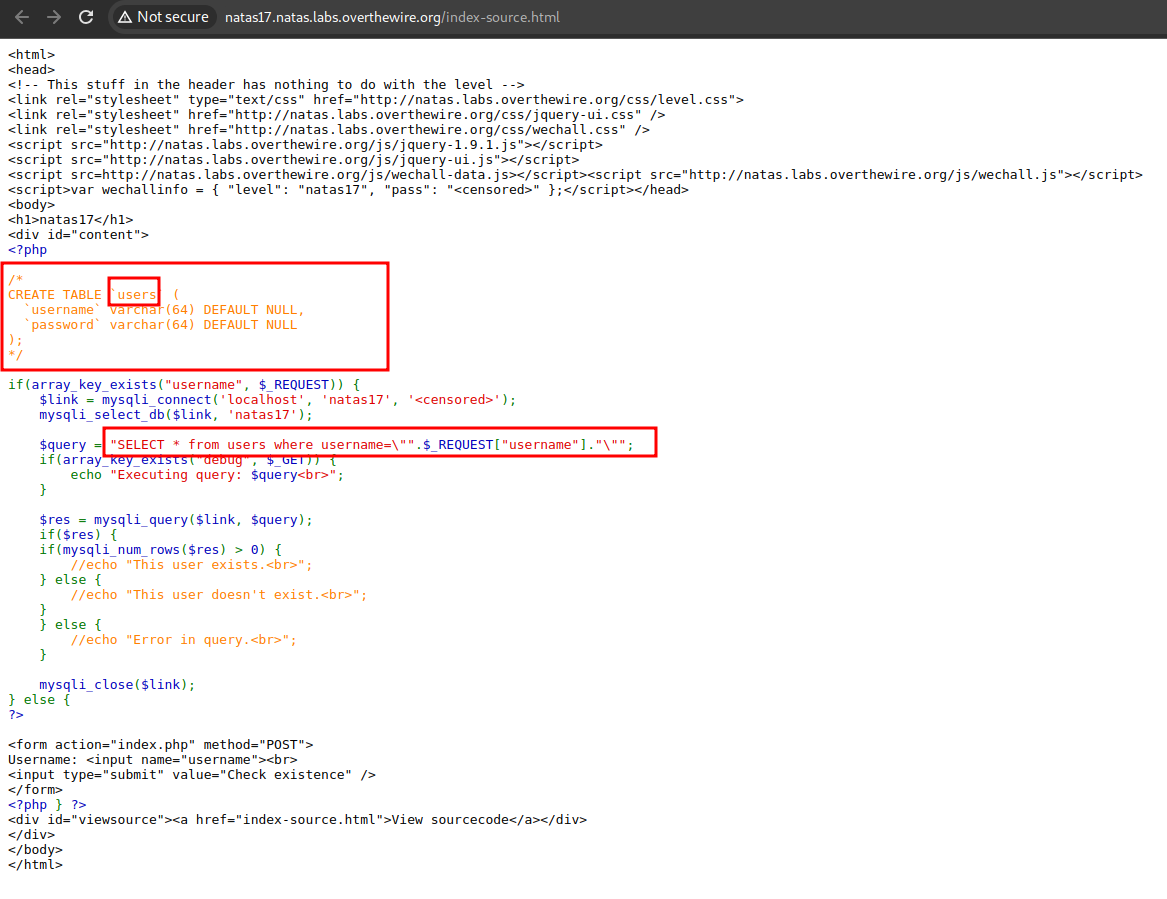 Not secure natas17.natas.labs.overthewire.org/index-source.html
<html>
<head>
<!-- This stuff in the header has nothing to do with the level -->
<link rel="stylesheet" type="text/css" href="http://natas.labs.overthewire.org/css/level.css">
<link rel="stylesheet" href="http://natas.labs.overthewire.org/css/jquery-ui.css" />
<link rel="stylesheet" href="http://natas.labs.overthewire.org/css/wechall.css" />
<script src="http://natas.labs.overthewire.org/js/jquery-1.9.1.js"></script>
<script src="http://natas.labs.overthewire.org/js/jquery-ui.js"></script>
<script src=http://natas.labs.overthewire.org/js/wechall-data.js></script><script src="http://natas.labs.overthewire.org/js/wechall.js"></script>
<script>var wechallinfo = { "level": "natas17", "pass": "<censored>" };</script></head>
<body>
<h1>natas17</h1>
<div id="content">
<?php

/*
CREATE TABLE `users` (
  `username` varchar(64) DEFAULT NULL,
  `password` varchar(64) DEFAULT NULL
);
*/

if(array_key_exists("username", $_REQUEST)) {
    $link = mysqli_connect('localhost', 'natas17', '<censored>');
    mysqli_select_db($link, 'natas17');

    $query = "SELECT * from users where username=\"".$_REQUEST["username"]."\"";
    if(array_key_exists("debug", $_GET)) {
        echo "Executing query: $query<br>";
    }

    $res = mysqli_query($link, $query);
    if($res) {
    if(mysqli_num_rows($res) > 0) {
        //echo "This user exists.<br>";
    } else {
        //echo "This user doesn't exist.<br>";
    }
    } else {
        //echo "Error in query.<br>";
    }

    mysqli_close($link);
} else {
?>

<form action="index.php" method="POST">
Username: <input name="username"><br>
<input type="submit" value="Check existence" />
</form>
<?php } ?>
<div id="viewsource"><a href="index-source.html">View sourcecode</a></div>
</div>
</body>
</html>